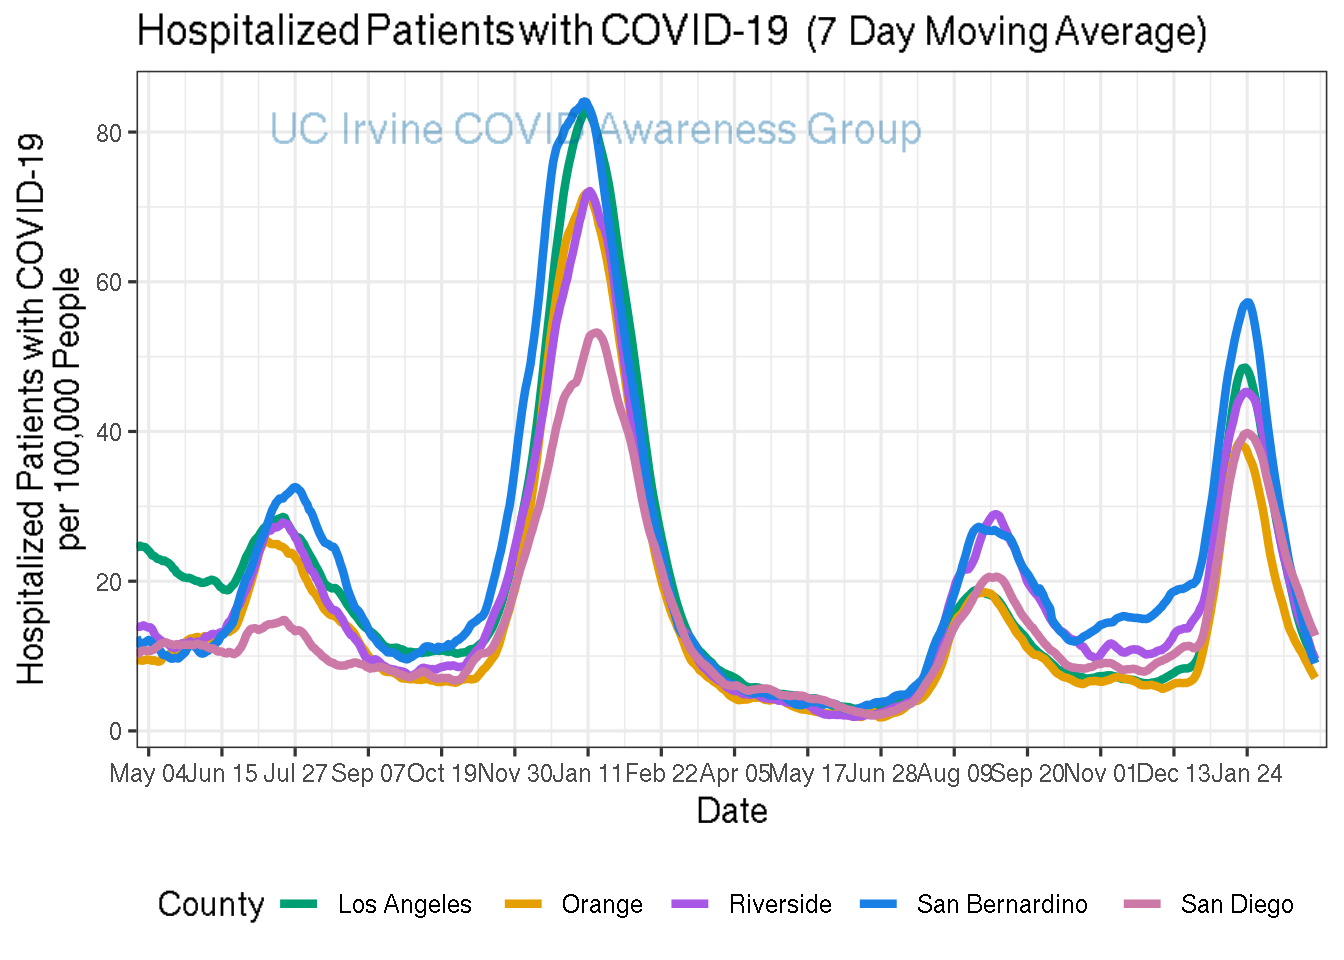 Hospitalized Patients with COVID-19 (7 Day Moving Average)
UC Irvine COVID Awareness Group
Hospitalized Patients with COVID-19
per 100,000 People
80
60
40
20
0
May 04 Jun 15 Jul 27 Sep 07 Oct 19 Nov 30 Jan 11 Feb 22 Apr 05 May 17 Jun 28 Aug 09 Sep 20 Nov 01 Dec 13 Jan 24
Date
County Los Angeles Orange Riverside San Bernardino San Diego